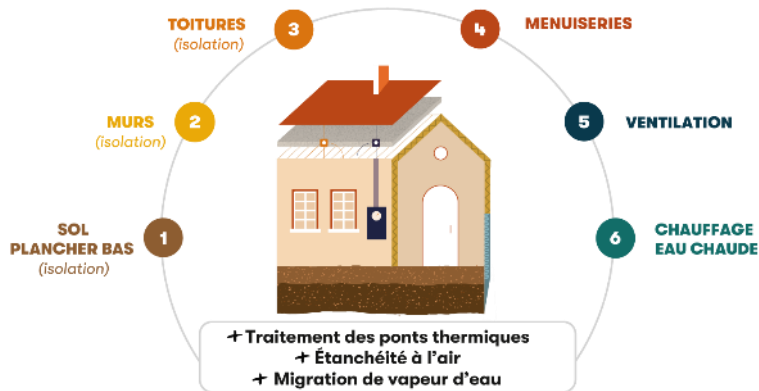 TOITURES
(isolation)
3
4
MENUISERIES
MURS
(isolation)
2
5
VENTILATION
SOL
PLANCHER BAS
(isolation)
1
6
CHAUFFAGE
EAU CHAUDE
+ Traitement des ponts thermiques
+ Étanchéité à l'air
+ Migration de vapeur d'eau